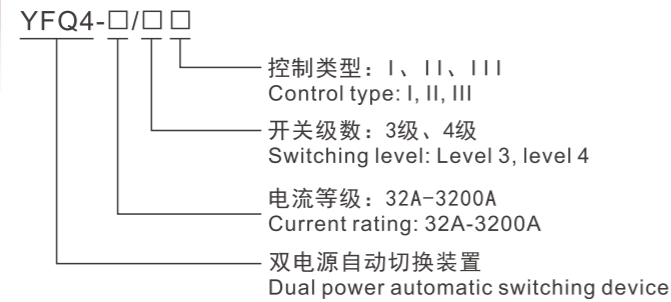 YFQ4-□/□□
控制类型：I、II、III
Control type: I, II, III
开关级数：3级、4级
Switching level: Level 3, level 4
电流等级：32A-3200A
Current rating: 32A-3200A
双电源自动切换装置
Dual power automatic switching device